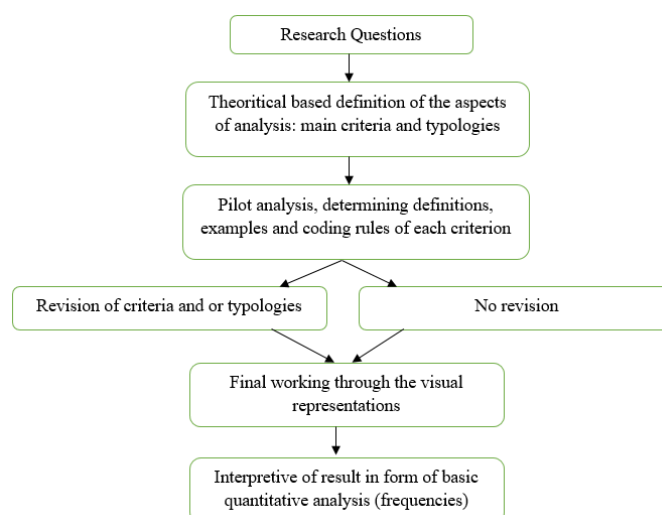 Research Questions
Theoritical based definition of the aspects
of analysis: main criteria and typologies
Pilot analysis, determining definitions,
examples and coding rules of each criterion
Revision of criteria and or typologies
No revision
Final working through the visual
representations
Interpretive of result in form of basic
quantitative analysis (frequencies)